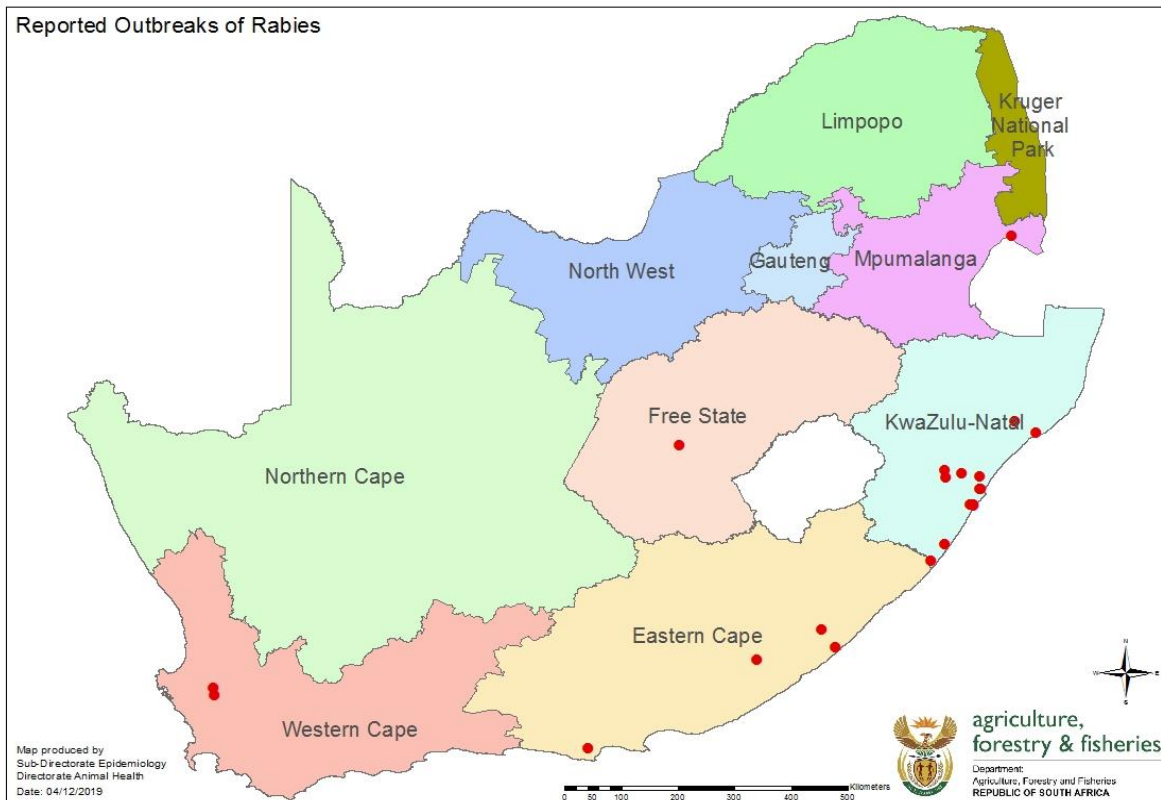 Reported Outbreaks of Rabies
Limpopo
Kruger
National
Park
North West
Gauteng
Mpumalanga
Free State
KwaZulu-Natal
Northern Cape
Eastern Cape
Western Cape
N
W
E
S
Map produced by
Sub-Directorate Epidemiology
Directorate Animal Health
Date: 04/12/2019
Kilometers
0 50 100 200 300 400 500
agriculture,
forestry & fisheries
Department:
Agriculture, Forestry and Fisheries
REPUBLIC OF SOUTH AFRICA